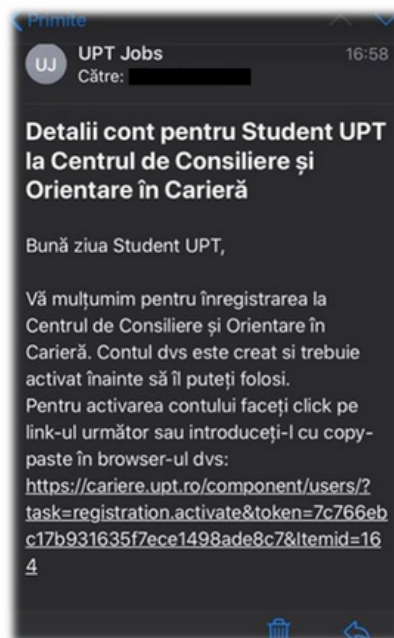 Primite
UJ
UPT Jobs
16:58
Către:
Detalii cont pentru Student UPT
la Centrul de Consiliere și
Orientare în Carieră
Bună ziua Student UPT,
Vă mulțumim pentru înregistrarea la
Centrul de Consiliere și Orientare în
Carieră. Contul dvs este creat si trebuie
activat înainte să îl puteți folosi.
Pentru activarea contului faceți click pe
link-ul următor sau introduceți-l cu copy-
paste în browser-ul dvs:
https://cariere.upt.ro/component/users/?
task=registration.activate&token=7c766eb
c17b931635f7ece1498ade8c7&Itemid=16
4